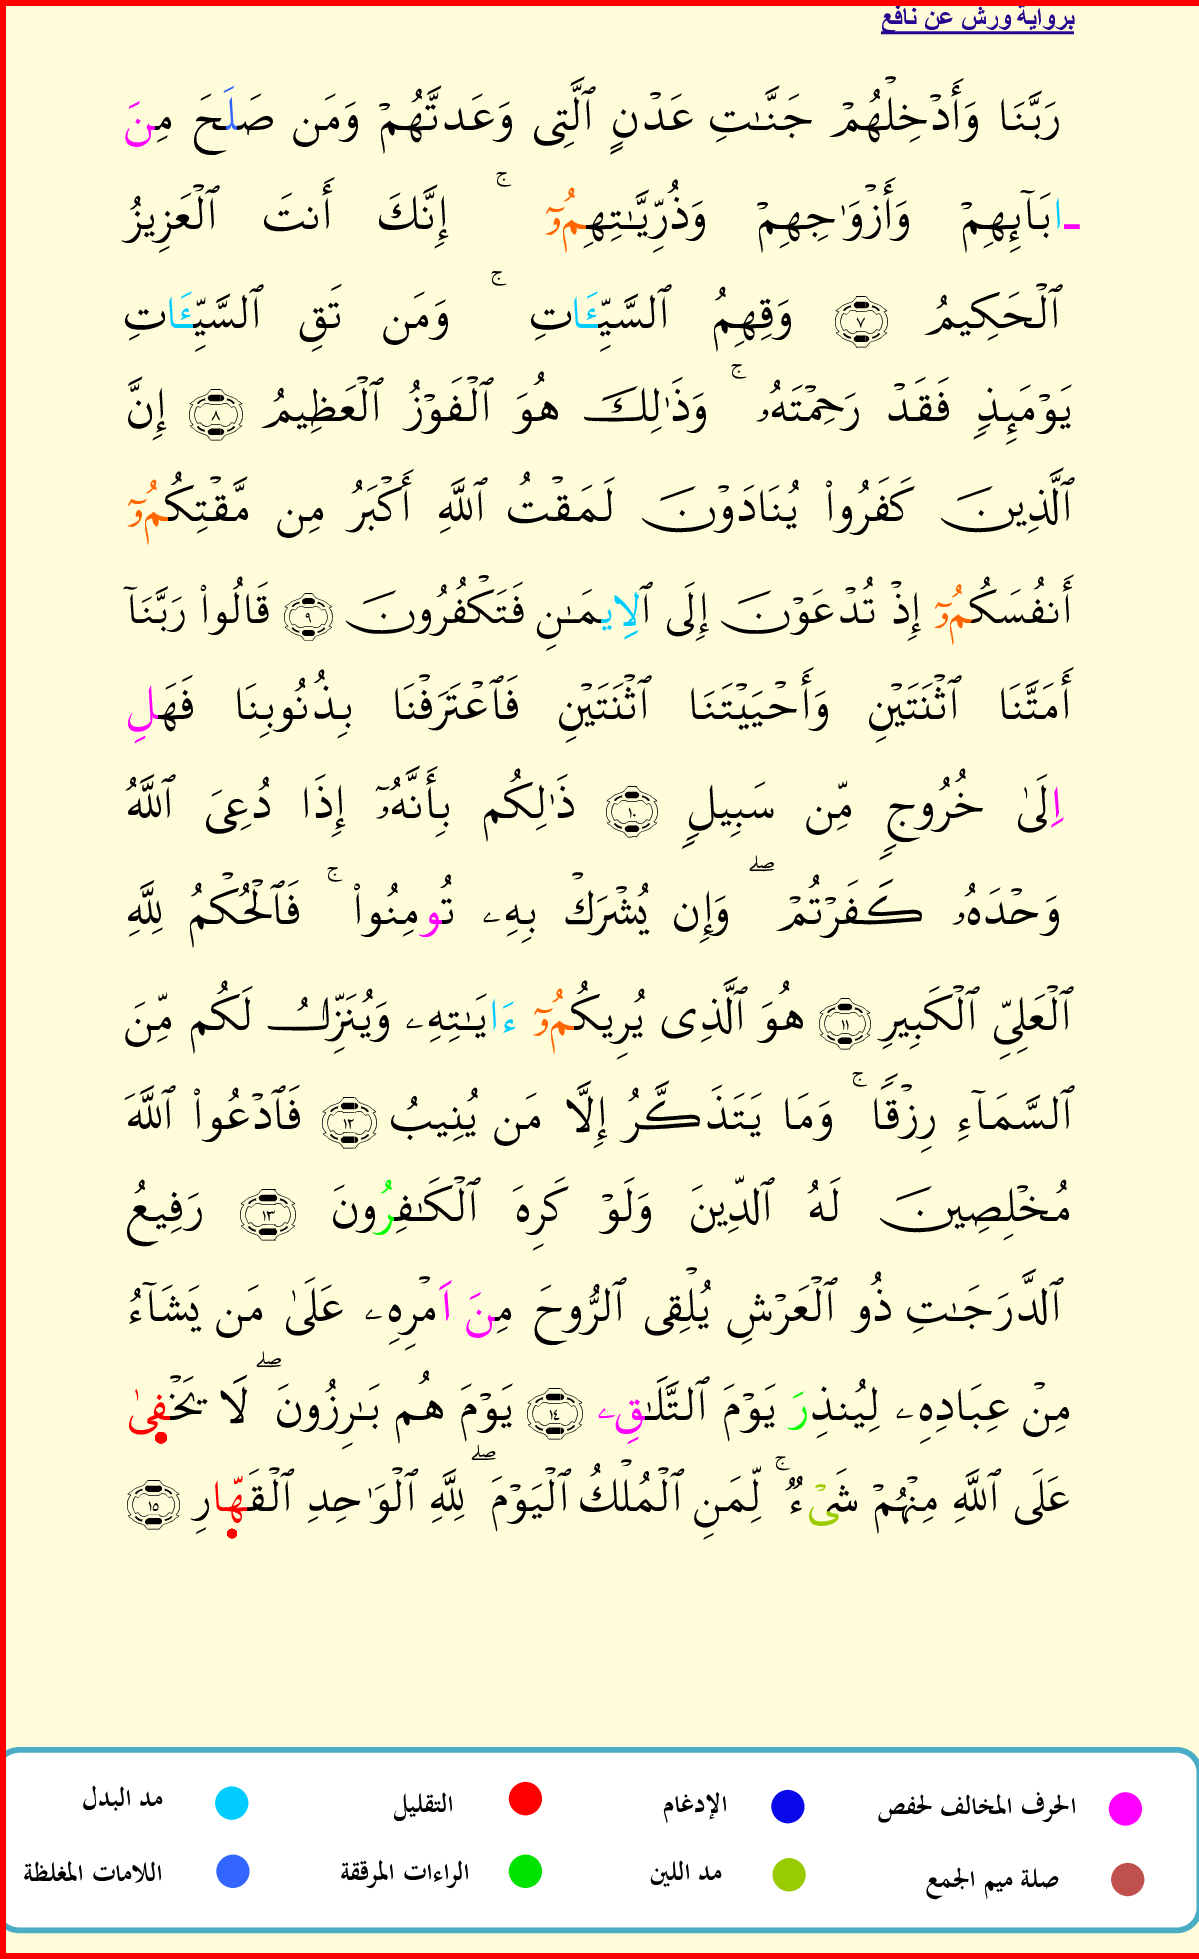 برواية ورش عن نافع
رَبَّنَا وَأَدْخِلْهُمْ جَنَّٰتِ عَدْنٍ ٱلَّتِى وَعَدتَّهُمْ وَمَن صَلَحَ مِنَ
ـابَآئِهِمْ وَأَزْوَٰجِهِمْ وَذُرِّيَّٰتِهِمُۥٓ ۚ إِنَّكَ أَنتَ ٱلْعَزِيزُ
ٱلْحَكِيمُ ٧ وَقِهِمُ ٱلسَّيِّـَٔاتِ ۚ وَمَن تَقِ ٱلسَّيِّـَٔاتِ
يَوْمَئِذٍ فَقَدْ رَحِمْتَهُۥ ۚ وَذَٰلِكَ هُوَ ٱلْفَوْزُ ٱلْعَظِيمُ ٨ إِنَّ
ٱلَّذِينَ كَفَرُوا۟ يُنَادَوْنَ لَمَقْتُ ٱللَّهِ أَكْبَرُ مِن مَّقْتِكُمُۥٓ
أَنفُسَكُمُۥٓ إِذْ تُدْعَوْنَ إِلَى ٱلِايمَٰنِ فَتَكْفُرُونَ ٩ قَالُوا۟ رَبَّنَآ
أَمَتَّنَا ٱثْنَتَيْنِ وَأَحْيَيْتَنَا ٱثْنَتَيْنِ فَٱعْتَرَفْنَا بِذُنُوبِنَا فَهَلِ
اِلَىٰ خُرُوجٍ مِّن سَبِيلٍ ١٠ ذَٰلِكُم بِأَنَّهُۥٓ إِذَا دُعِىَ ٱللَّهُ
وَحْدَهُۥ كَفَرْتُمْ ۖ وَإِن يُشْرَكْ بِهِۦ تُومِنُوا۟ ۚ فَٱلْحُكْمُ لِلَّهِ
ٱلْعَلِىِّ ٱلْكَبِيرِ ١١ هُوَ ٱلَّذِى يُرِيكُمُۥٓ ءَايَٰتِهِۦ وَيُنَزِّلُ لَكُم مِّنَ
ٱلسَّمَآءِ رِزْقًا ۚ وَمَا يَتَذَكَّرُ إِلَّا مَن يُنِيبُ ١٢ فَٱدْعُوا۟ ٱللَّهَ
مُخْلِصِينَ لَهُ ٱلدِّينَ وَلَوْ كَرِهَ ٱلْكَٰفِرُونَ ١٣ رَفِيعُ
ٱلدَّرَجَٰتِ ذُو ٱلْعَرْشِ يُلْقِى ٱلرُّوحَ مِنَ اَمْرِهِۦ عَلَىٰ مَن يَشَآءُ
مِنْ عِبَادِهِۦ لِيُنذِرَ يَوْمَ ٱلتَّلَٰقِۦ ١٤ يَوْمَ هُم بَٰرِزُونَ ۖ لَا يَخْفِىٰ
عَلَى ٱللَّهِ مِنْهُمْ شَىْءٌ ۚ لِّمَنِ ٱلْمُلْكُ ٱلْيَوْمَ ۖ لِلَّهِ ٱلْوَٰحِدِ ٱلْقَهِّارِ ١٥
الحرف المخالف لحفص الإدغام التقليل مد البدل
صلة ميم الجمع مد اللين الراءات المرققة اللامات المغلظة